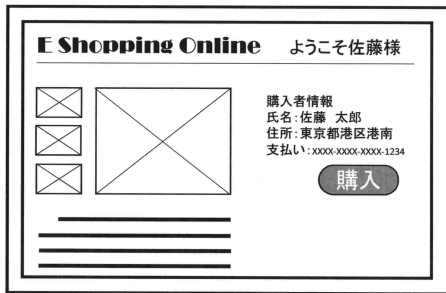 E Shopping Online ようこそ佐藤様
購入者情報
氏名:佐藤 太郎
住所:東京都港区港南
支払い:XXXX-XXXX-XXXX-1234
購入